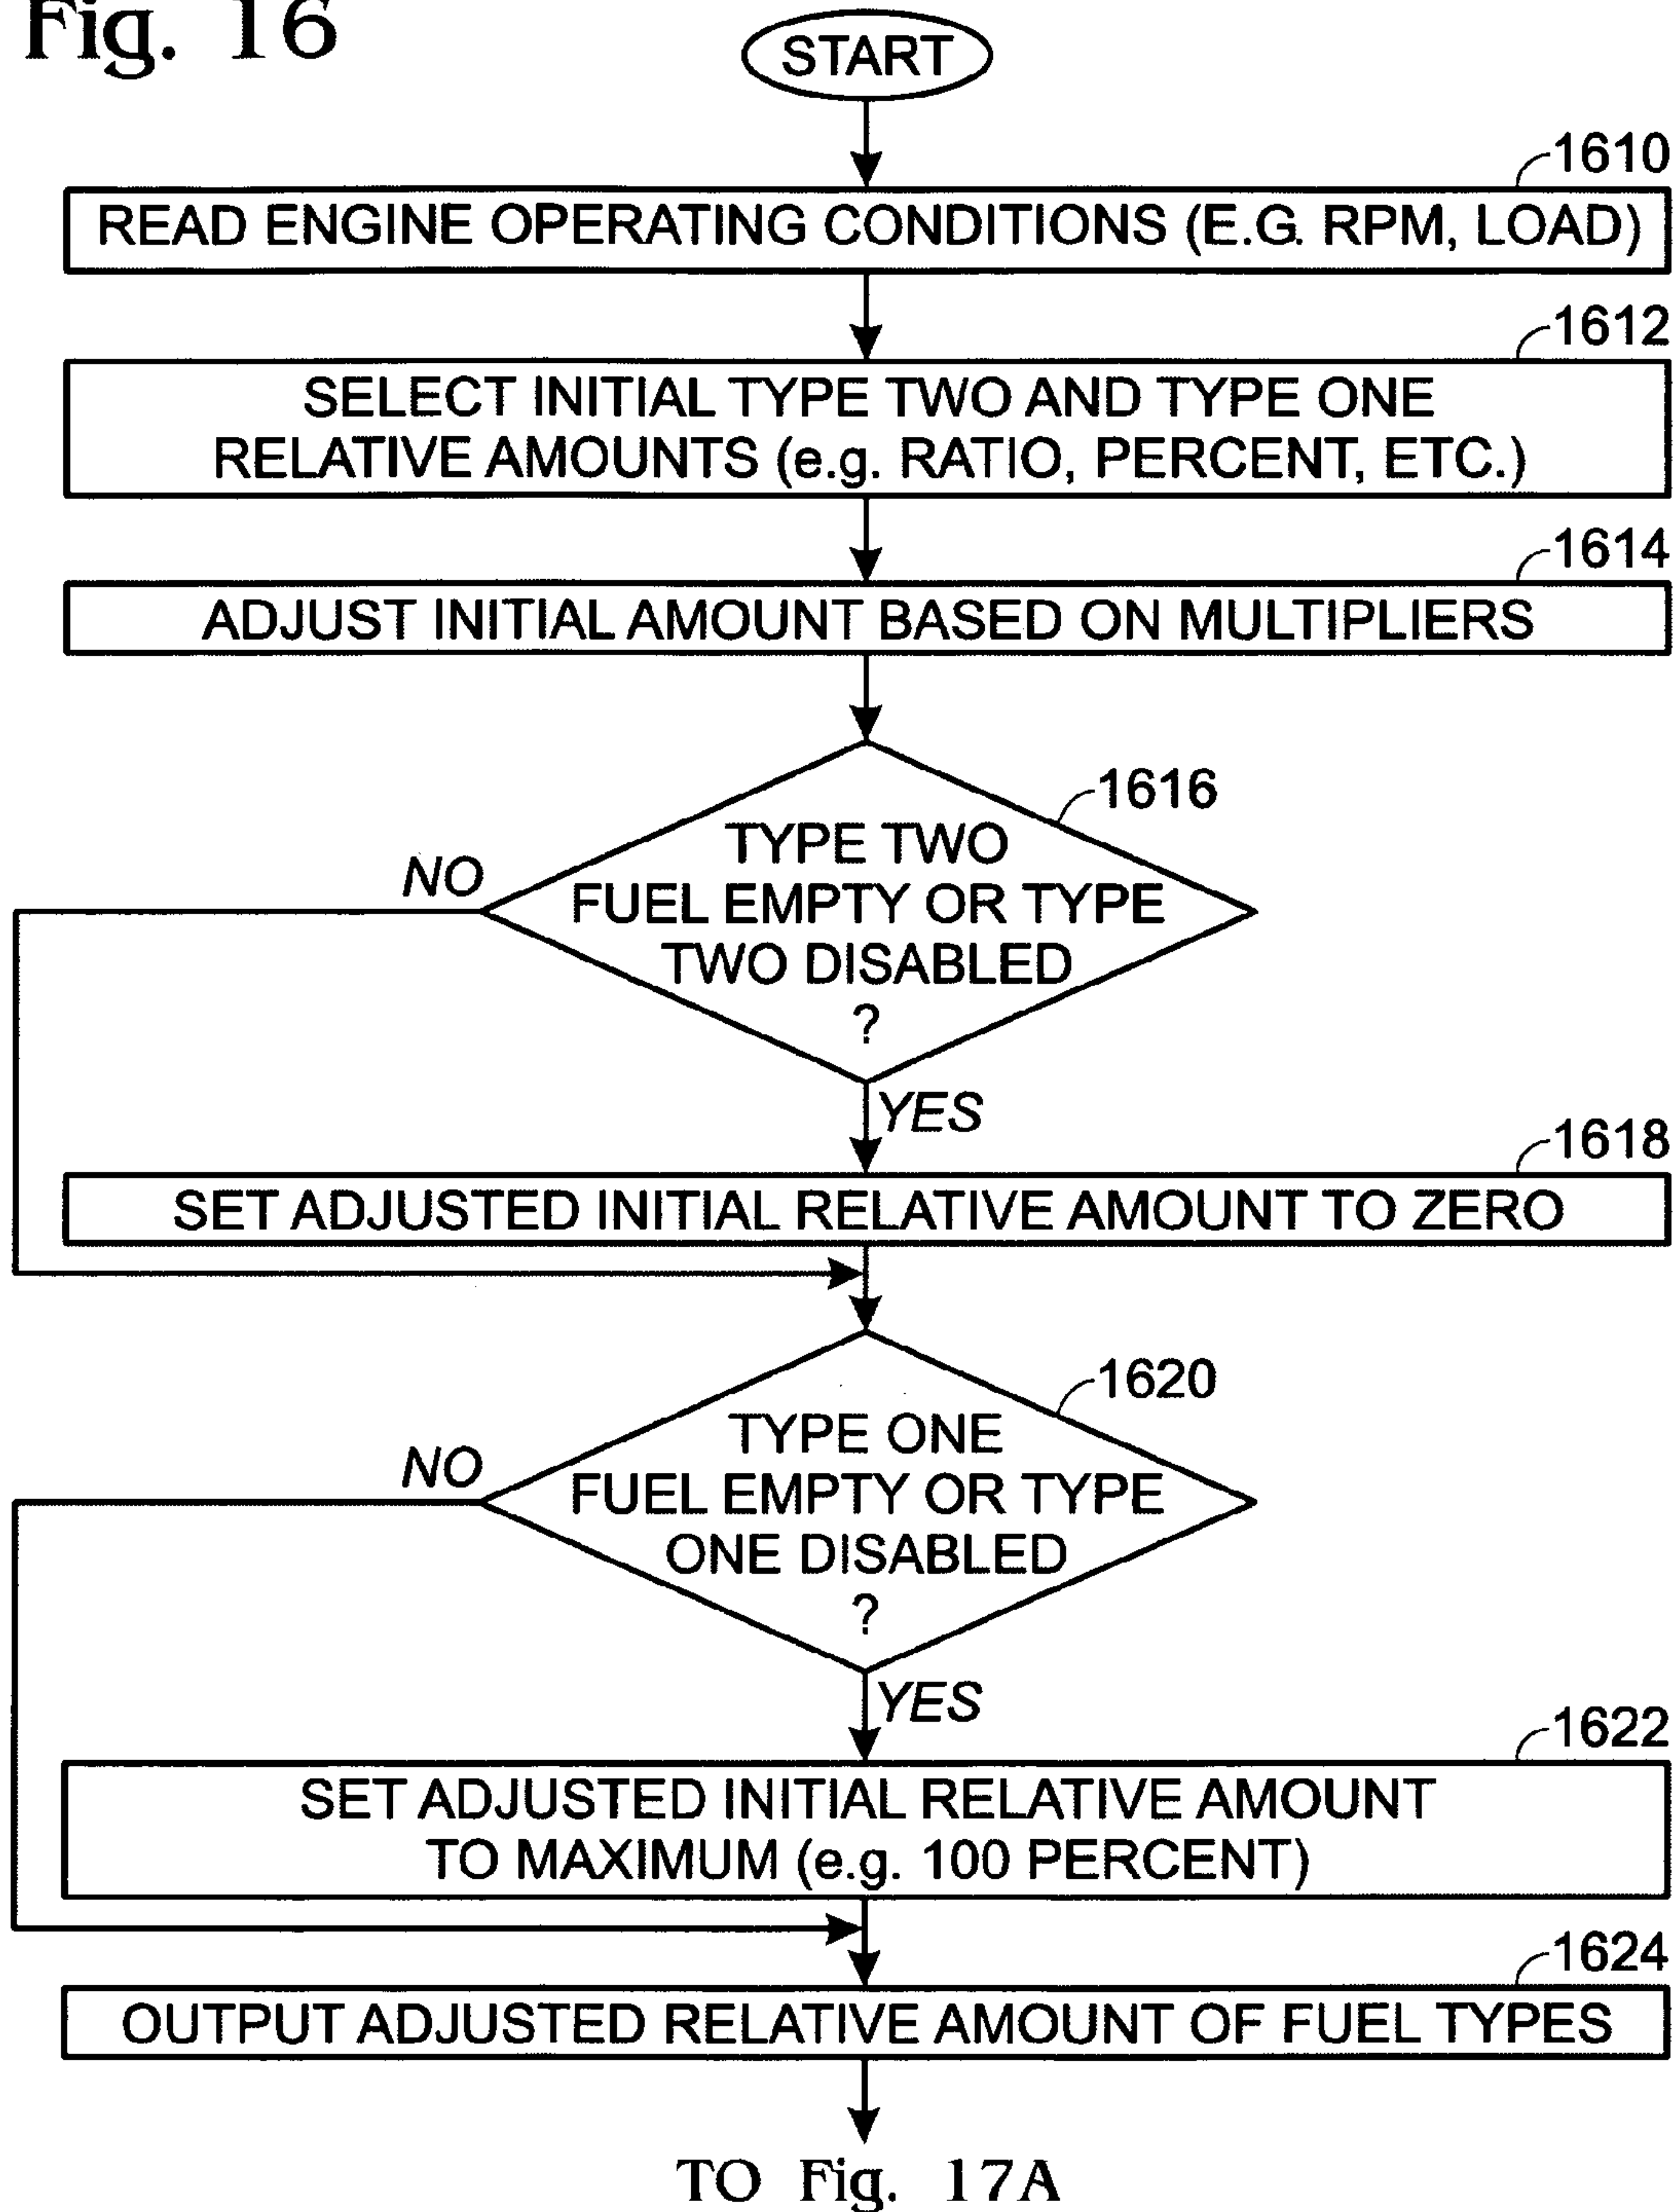 Fig. 16
START
1610
READ ENGINE OPERATING CONDITIONS (E.G. RPM, LOAD)
1612
SELECT INITIAL TYPE TWO AND TYPE ONE
RELATIVE AMOUNTS (e.g. RATIO, PERCENT, ETC.)
1614
ADJUST INITIAL AMOUNT BASED ON MULTIPLIERS
1616
TYPE TWO
FUEL EMPTY OR TYPE
TWO DISABLED
?
NO
YES
1618
SET ADJUSTED INITIAL RELATIVE AMOUNT TO ZERO
1620
TYPE ONE
FUEL EMPTY OR TYPE
ONE DISABLED
?
NO
YES
1622
SET ADJUSTED INITIAL RELATIVE AMOUNT
TO MAXIMUM (e.g. 100 PERCENT)
1624
OUTPUT ADJUSTED RELATIVE AMOUNT OF FUEL TYPES
TO Fig. 17A